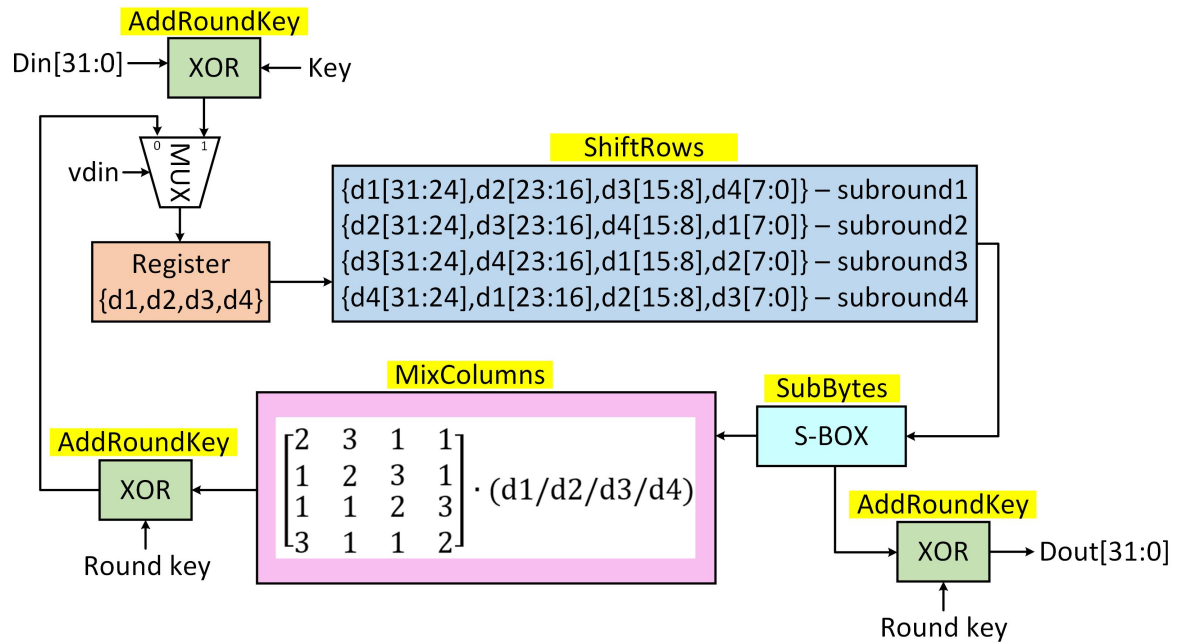 AddRoundKey
Din[31:0]
XOR
Key
0
1
MUX
vdin
ShiftRows
{d1[31:24],d2[23:16],d3[15:8],d4[7:0]} – subround1
{d2[31:24],d3[23:16],d4[15:8],d1[7:0]} – subround2
{d3[31:24],d4[23:16],d1[15:8],d2[7:0]} – subround3
{d4[31:24],d1[23:16],d2[15:8],d3[7:0]} – subround4
Register
{d1,d2,d3,d4}
MixColumns
2 3 1 1
1 2 3 1
1 1 2 3
3 1 1 2
· (d1/d2/d3/d4)
SubBytes
S-BOX
AddRoundKey
XOR
Round key
AddRoundKey
XOR
Dout[31:0]
Round key